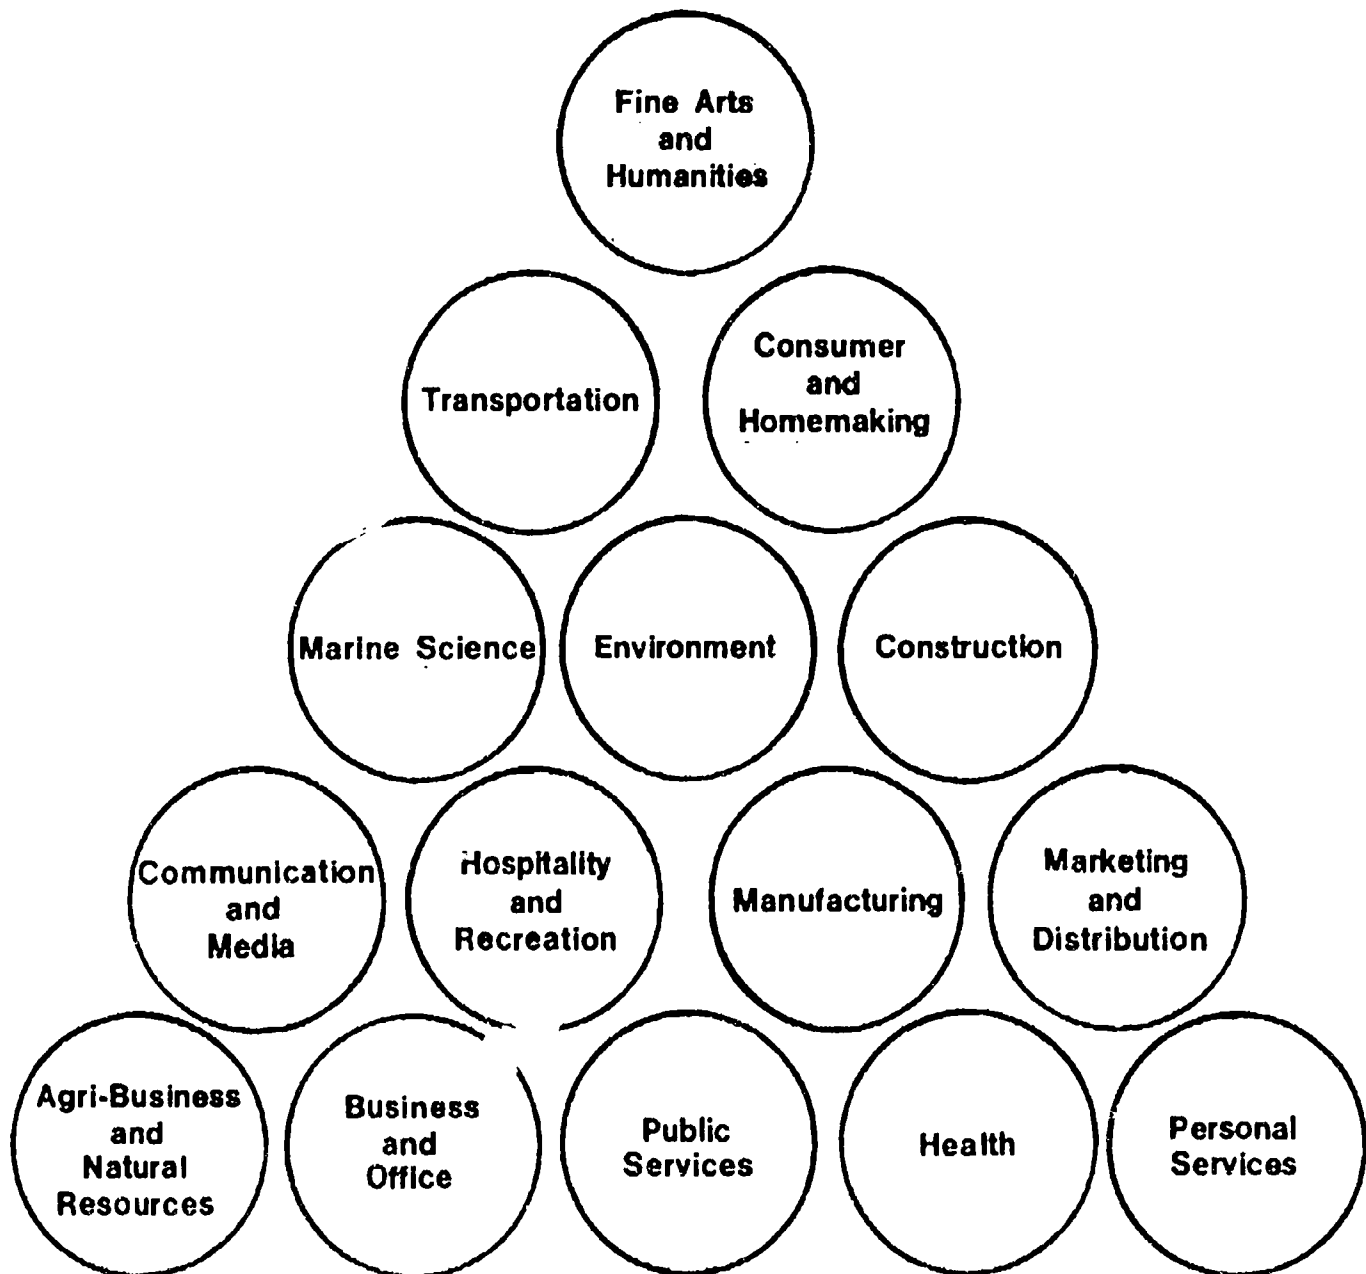 Fine Arts
and
Humanities
Transportation
Consumer
and
Homemaking
Marine Science
Environment
Construction
Communication
and
Media
Hospitality
and
Recreation
Manufacturing
Marketing
and
Distribution
Agri-Business
and
Natural
Resources
Business
and
Office
Public
Services
Health
Personal
Services